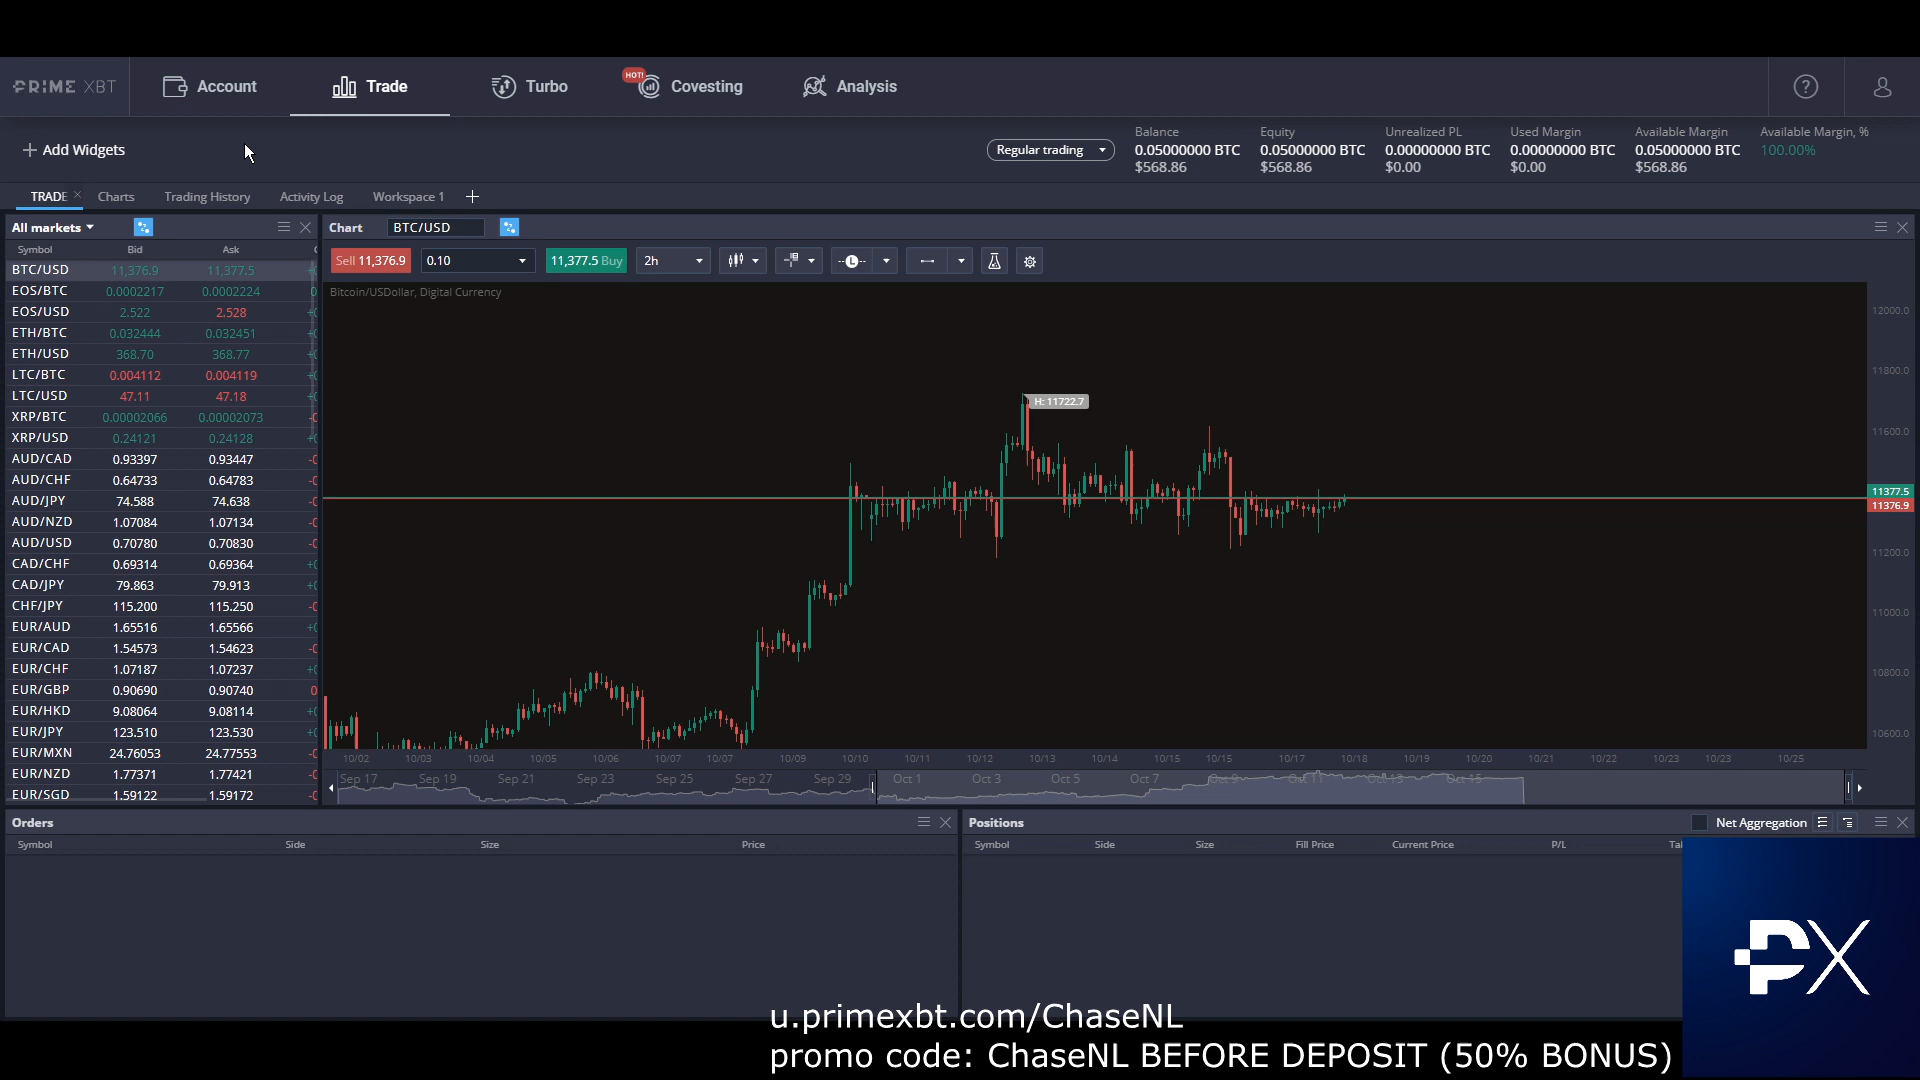 PRIME XBT
Account
Trade
Turbo
HOT!
Covesting
Analysis
?
+ Add Widgets
Regular trading
Balance Equity Unrealized PL Used Margin Available Margin Available Margin, %
0.05000000 BTC 0.05000000 BTC 0.00000000 BTC 0.00000000 BTC 0.05000000 BTC 100.00%
$568.86 $568.86 $0.00 $0.00 $568.86
TRADE Charts Trading History Activity Log Workspace 1 +
All markets
Symbol Bid Ask
BTC/USD 11,376.9 11,377.5
EOS/BTC 0.0002217 0.0002224
EOS/USD 2.522 2.528
ETH/BTC 0.032444 0.032451
ETH/USD 368.70 368.77
LTC/BTC 0.004112 0.004119
LTC/USD 47.11 47.18
XRP/BTC 0.00002066 0.00002073
XRP/USD 0.24121 0.24128
AUD/CAD 0.93397 0.93447
AUD/CHF 0.64733 0.64783
AUD/JPY 74.588 74.638
AUD/NZD 1.07084 1.07134
AUD/USD 0.70780 0.70830
CAD/CHF 0.69314 0.69364
CAD/JPY 79.863 79.913
CHF/JPY 115.200 115.250
EUR/AUD 1.65516 1.65566
EUR/CAD 1.54573 1.54623
EUR/CHF 1.07187 1.07237
EUR/GBP 0.90690 0.90740
EUR/HKD 9.08064 9.08114
EUR/JPY 123.510 123.530
EUR/MXN 24.76053 24.77553
EUR/NZD 1.77371 1.77421
EUR/SGD 1.59122 1.59172
Chart BTC/USD
Sell 11,376.9 0.10 11,377.5 Buy 2h L
Bitcoin/USDollar, Digital Currency
H: 11722.7
12000.0
11800.0
11600.0
11377.5
11376.9
11200.0
11000.0
10800.0
10600.0
10/02 10/03 10/04 10/05 10/06 10/07 10/07 10/09 10/10 10/11 10/12 10/13 10/14 10/15 10/15 10/17 10/18 10/19 10/20 10/21 10/22 10/23 10/23 10/25
Sep 17 Sep 19 Sep 21 Sep 23 Sep 25 Sep 27 Sep 29 Oct 1 Oct 3 Oct 5 Oct 7 Oct 9 Oct 11 Oct 13 Oct 15
Orders
Symbol Side Size Price
Positions
Net Aggregation
Symbol Side Size Fill Price Current Price P/L
PX
u.primexbt.com/ChaseNL
promo code: ChaseNL BEFORE DEPOSIT (50% BONUS)